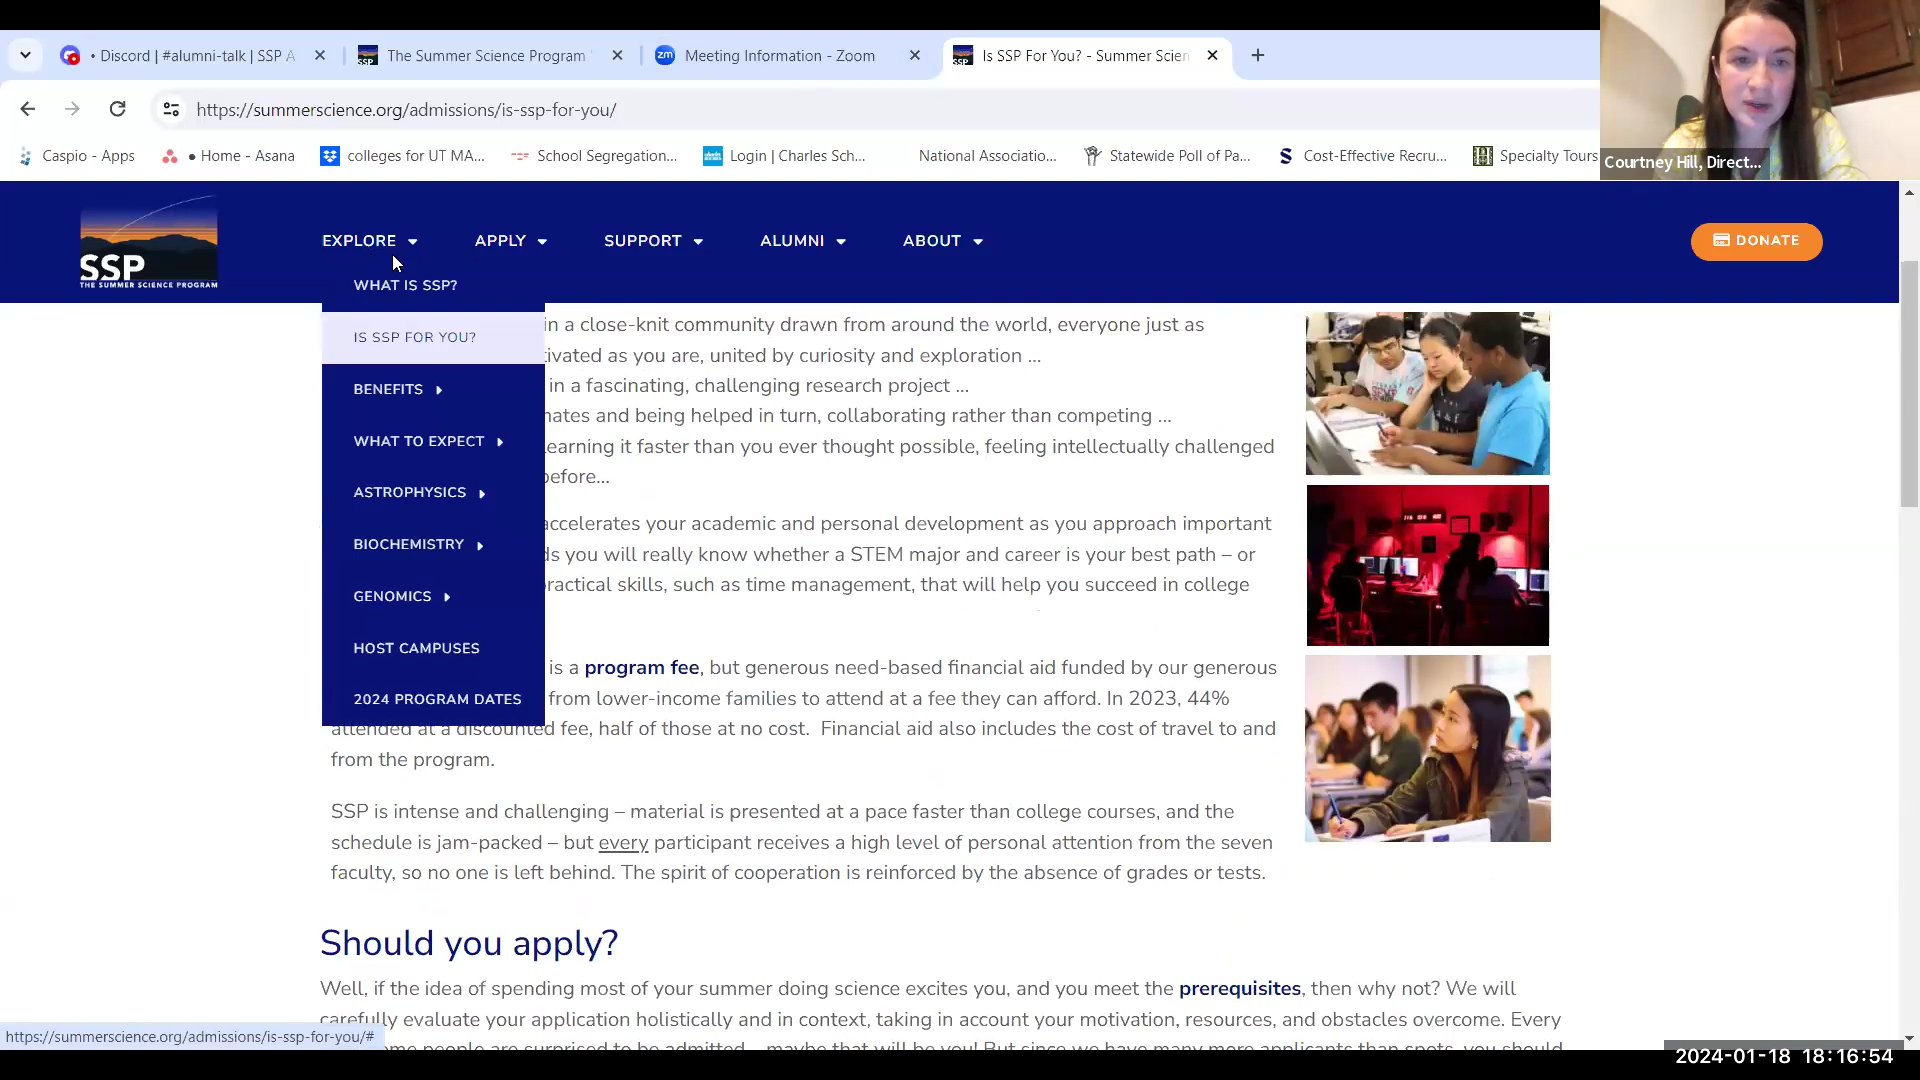 • Discord | #alumni-talk | SSP A
The Summer Science Program
zm
Meeting Information - Zoom
Is SSP For You? - Summer Scien
https://summerscience.org/admissions/is-ssp-for-you/
Caspio - Apps
• Home - Asana
colleges for UT MA...
School Segregation...
Login | Charles Sch...
National Associatio...
Statewide Poll of Pa...
Cost-Effective Recru...
Specialty Tours
Courtney Hill, Direct...
SSP
THE SUMMER SCIENCE PROGRAM
EXPLORE
APPLY
SUPPORT
ALUMNI
ABOUT
DONATE
WHAT IS SSP?
IS SSP FOR YOU?
BENEFITS
WHAT TO EXPECT
ASTROPHYSICS
BIOCHEMISTRY
GENOMICS
HOST CAMPUSES
2024 PROGRAM DATES
in a close-knit community drawn from around the world, everyone just as
tivated as you are, united by curiosity and exploration ...
in a fascinating, challenging research project ...
nates and being helped in turn, collaborating rather than competing ...
learning it faster than you ever thought possible, feeling intellectually challenged
before...
accelerates your academic and personal development as you approach important
ds you will really know whether a STEM major and career is your best path – or
practical skills, such as time management, that will help you succeed in college
is a program fee, but generous need-based financial aid funded by our generous
from lower-income families to attend at a fee they can afford. In 2023, 44%
attended at a discounted fee, half of those at no cost. Financial aid also includes the cost of travel to and
from the program.
SSP is intense and challenging – material is presented at a pace faster than college courses, and the
schedule is jam-packed – but every participant receives a high level of personal attention from the seven
faculty, so no one is left behind. The spirit of cooperation is reinforced by the absence of grades or tests.
Should you apply?
Well, if the idea of spending most of your summer doing science excites you, and you meet the prerequisites, then why not? We will
carefully evaluate your application holistically and in context, taking in account your motivation, resources, and obstacles overcome. Every
ome people are surprised to be admitted – maybe that will be you! But since we have many more applicants than spots, you should
https://summerscience.org/admissions/is-ssp-for-you/#
2024-01-18 18:16:54